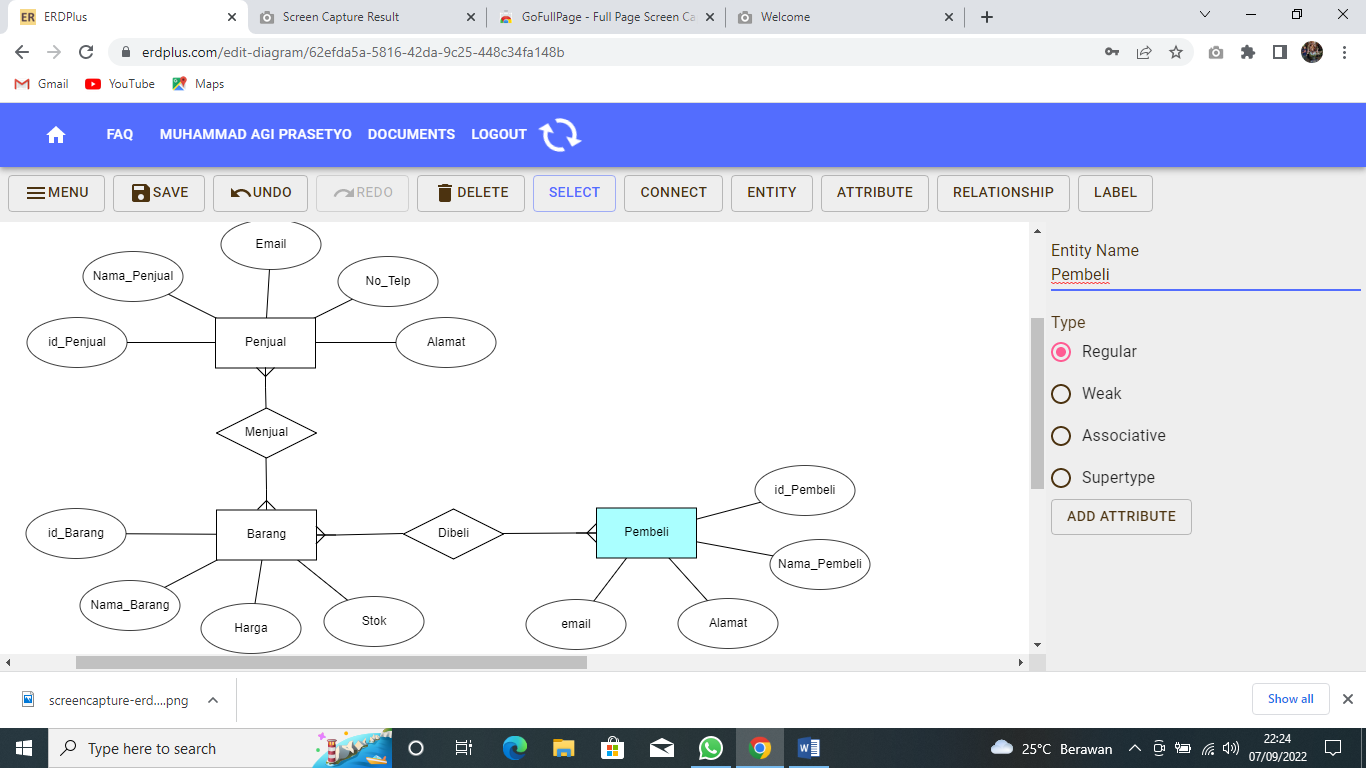 ERDPlus
Screen Capture Result
GoFullPage - Full Page Screen Ca
Welcome
erdplus.com/edit-diagram/62efda5a-5816-42da-9c25-448c34fa148b
Gmail
YouTube
Maps
FAQ
MUHAMMAD AGI PRASETYO
DOCUMENTS
LOGOUT
MENU
SAVE
UNDO
REDO
DELETE
SELECT
CONNECT
ENTITY
ATTRIBUTE
RELATIONSHIP
LABEL
Email
Nama_Penjual
No_Telp
id_Penjual
Penjual
Alamat
Menjual
id_Barang
Barang
Dibeli
Pembeli
id_Pembeli
Nama_Pembeli
Nama_Barang
Harga
Stok
email
Alamat
Entity Name
Pembeli
Type
Regular
Weak
Associative
Supertype
ADD ATTRIBUTE
screencapture-erd....png
Show all
Type here to search
25°C Berawan
22:24
07/09/2022